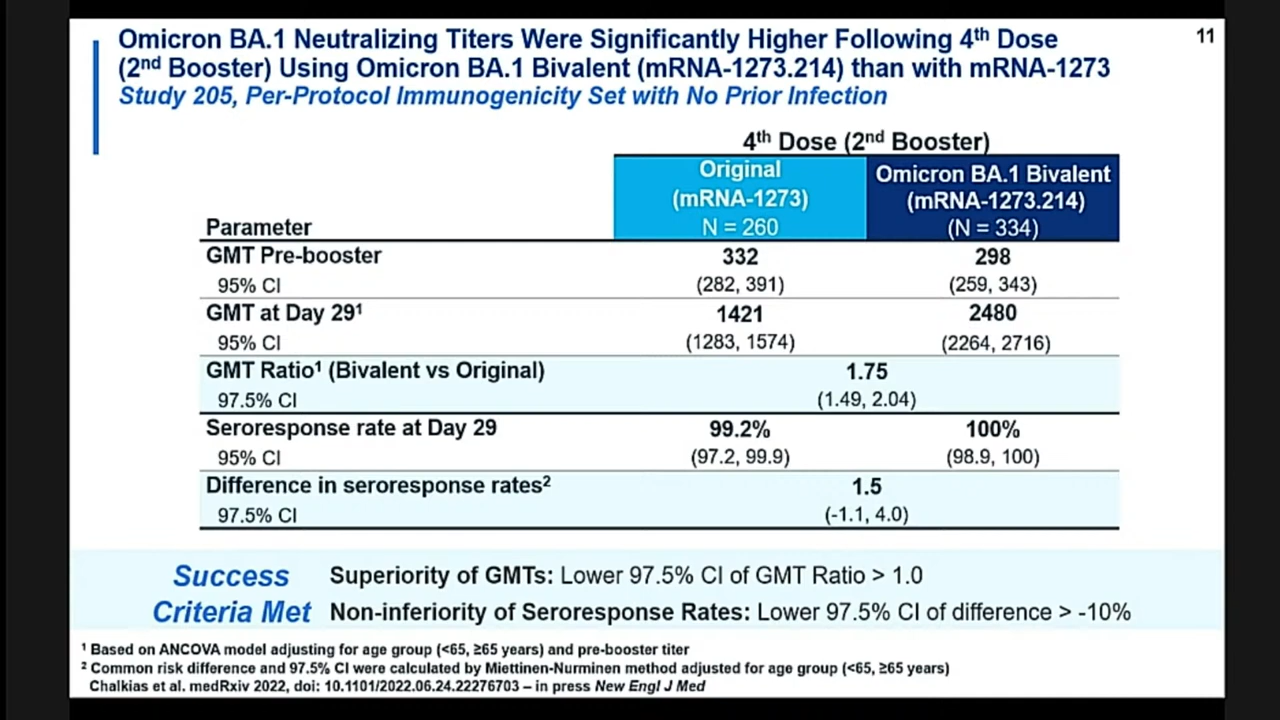 Omicron BA.1 Neutralizing Titers Were Significantly Higher Following 4th Dose
11
(2nd Booster) Using Omicron BA.1 Bivalent (mRNA-1273.214) than with mRNA-1273
Study 205, Per-Protocol Immunogenicity Set with No Prior Infection
4th Dose (2nd Booster)
Original
(mRNA-1273)
N = 260
Omicron BA.1 Bivalent
(mRNA-1273.214)
(N = 334)
Parameter
GMT Pre-booster 332 298
95% CI (282, 391) (259, 343)
GMT at Day 29¹ 1421 2480
95% CI (1283, 1574) (2264, 2716)
GMT Ratio¹ (Bivalent vs Original) 1.75
97.5% CI (1.49, 2.04)
Seroresponse rate at Day 29 99.2% 100%
95% CI (97.2, 99.9) (98.9, 100)
Difference in seroresponse rates² 1.5
97.5% CI (-1.1, 4.0)
Success Superiority of GMTs: Lower 97.5% CI of GMT Ratio > 1.0
Criteria Met Non-inferiority of Seroresponse Rates: Lower 97.5% CI of difference > -10%
¹ Based on ANCOVA model adjusting for age group (<65, ≥65 years) and pre-booster titer
² Common risk difference and 97.5% CI were calculated by Miettinen-Nurminen method adjusted for age group (<65, ≥65 years)
Chalkias et al. medRxiv 2022, doi: 10.1101/2022.06.24.22276703 – in press New Engl J Med